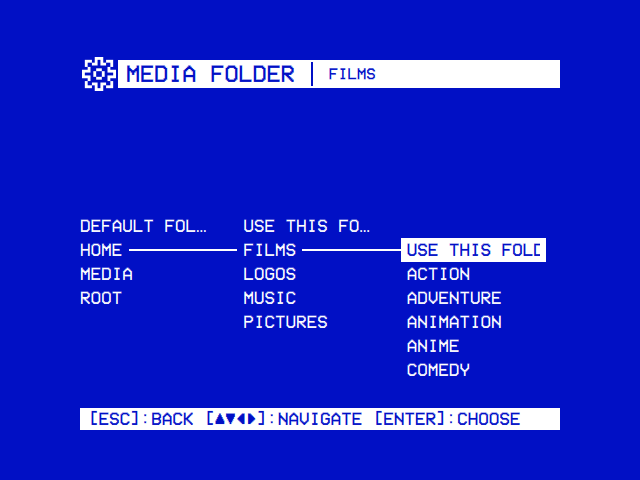 MEDIA FOLDER | FILMS
DEFAULT FOL... USE THIS FO...
HOME FILMS USE THIS FOLD
MEDIA LOGOS ACTION
ROOT MUSIC ADVENTURE
PICTURES ANIMATION
ANIME
COMEDY
[ESC]:BACK [▲▼◀▶]:NAVIGATE [ENTER]:CHOOSE